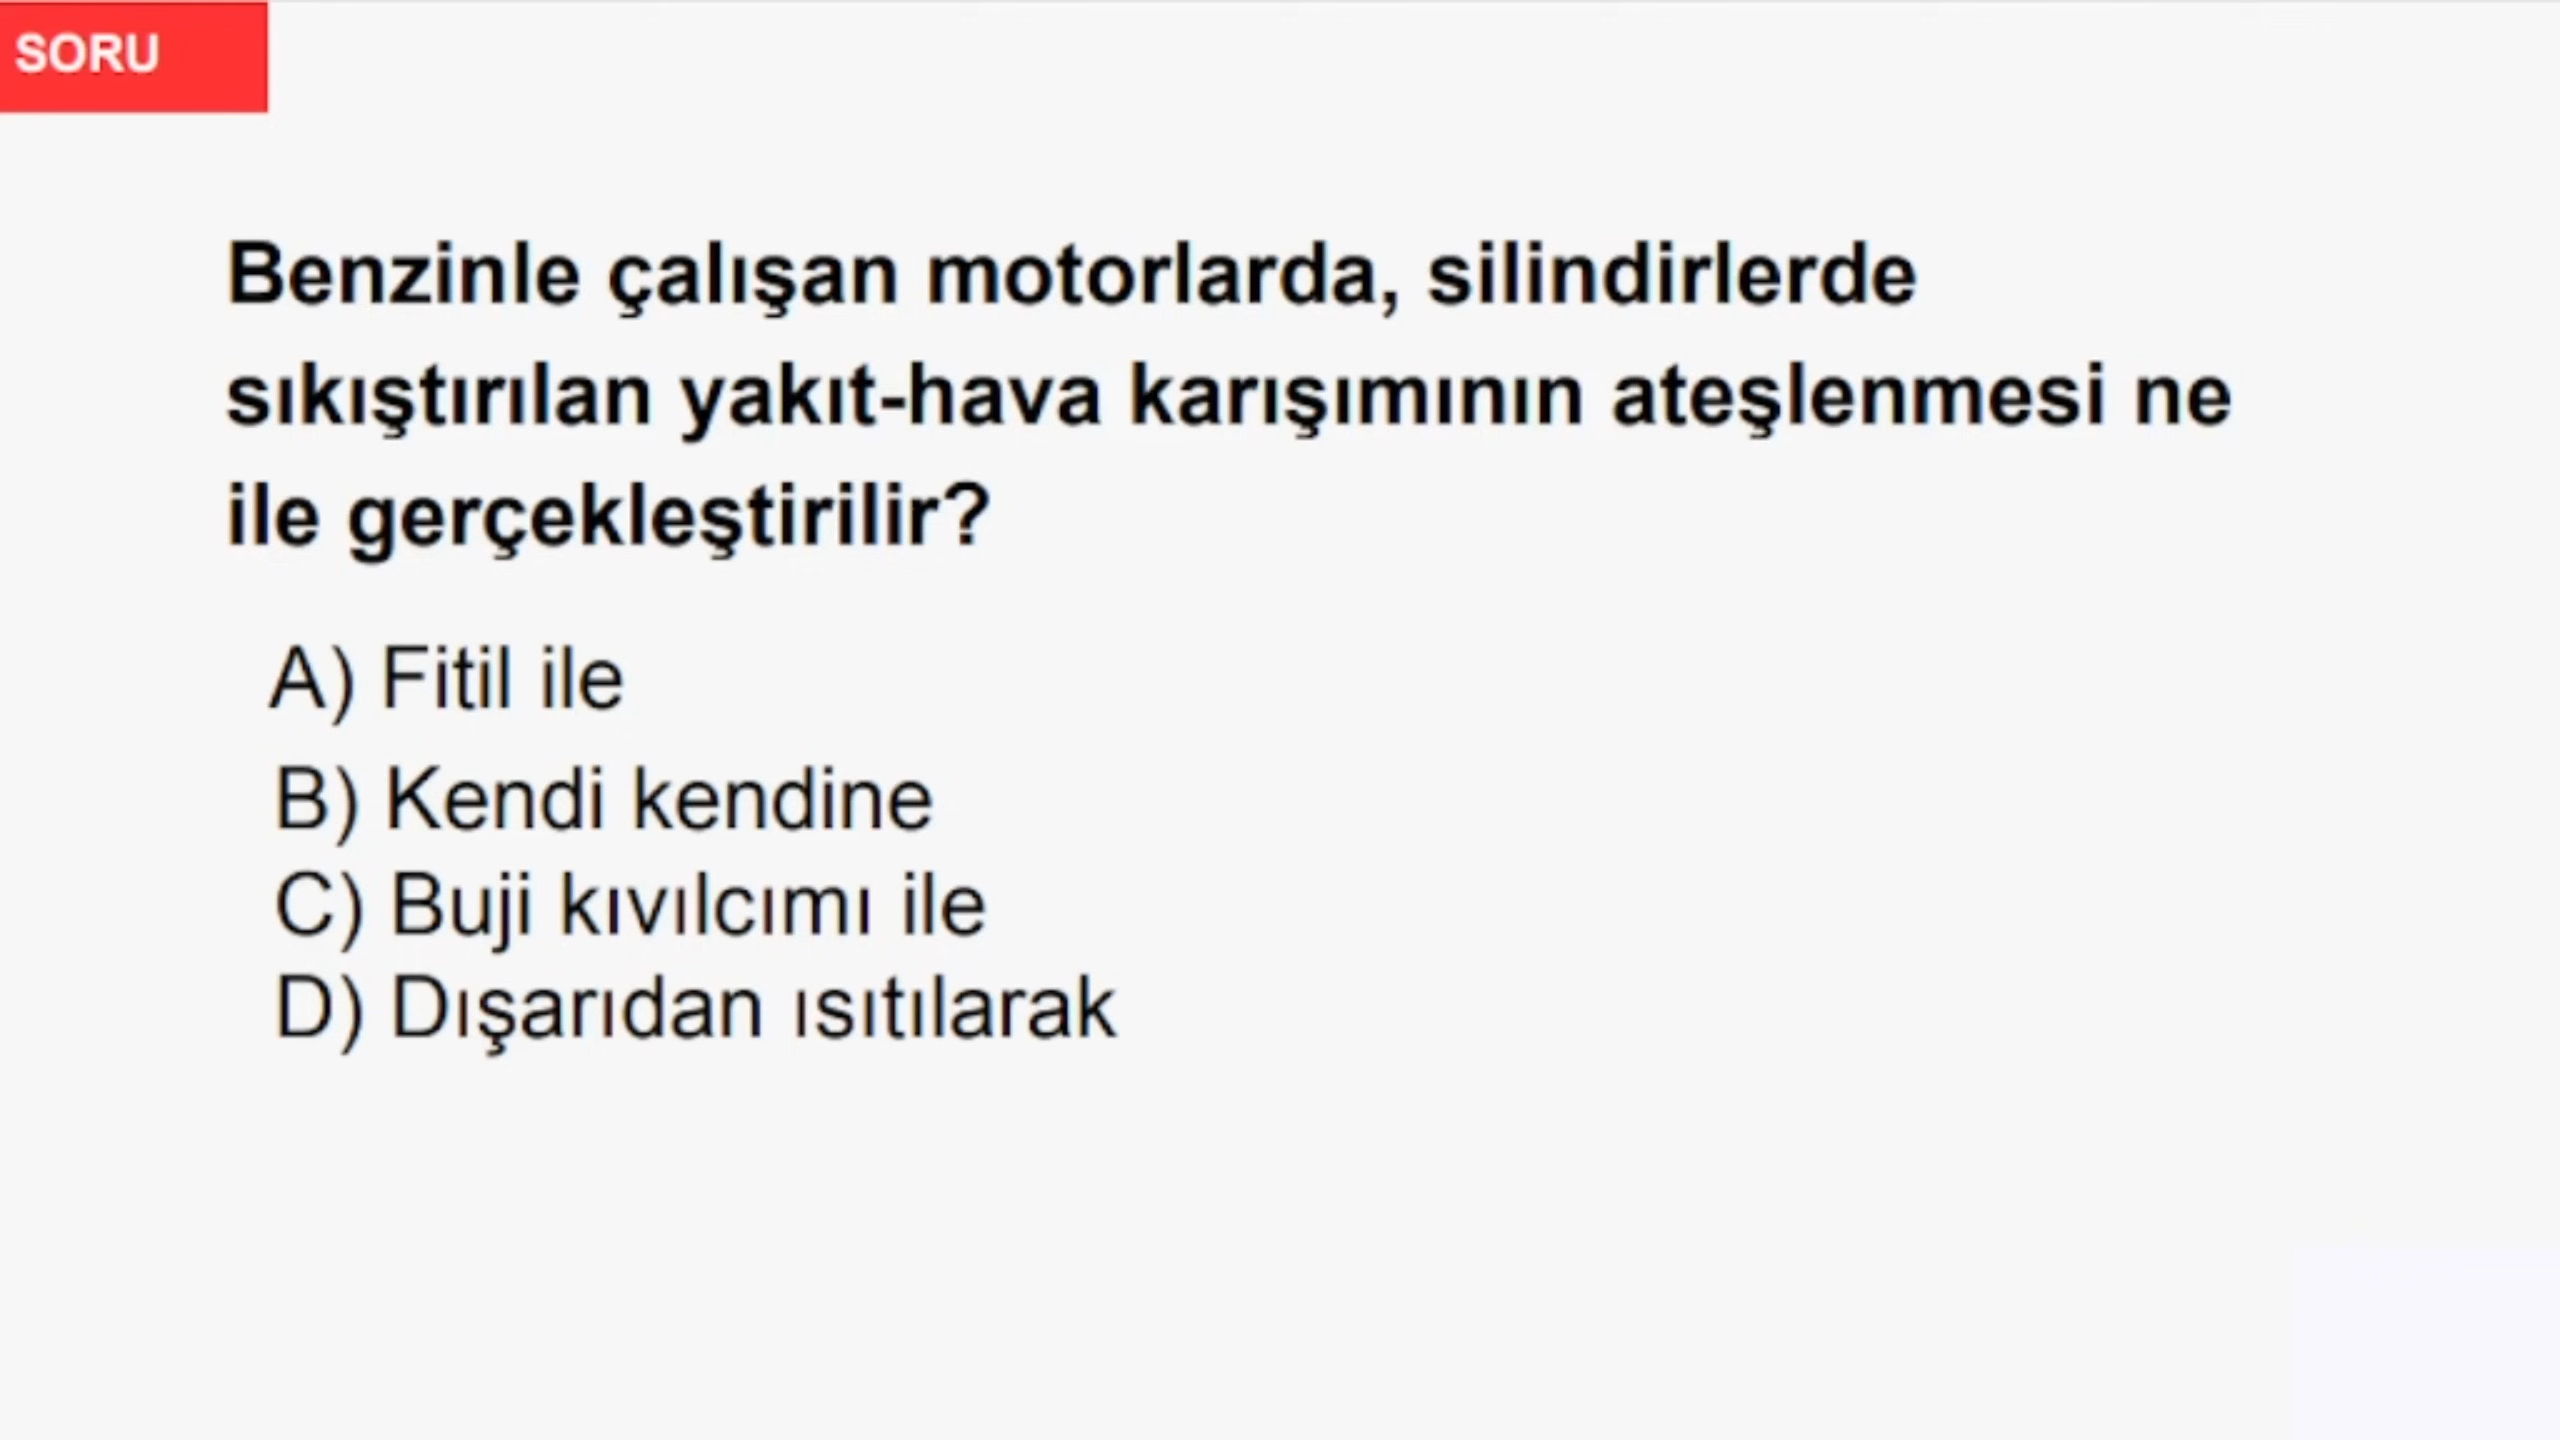 SORU
Benzinle çalışan motorlarda, silindirlerde
sıkıştırılan yakıt-hava karışımının ateşlenmesi ne
ile gerçekleştirilir?
A) Fitil ile
B) Kendi kendine
C) Buji kıvılcımı ile
D) Dışarıdan ısıtılarak